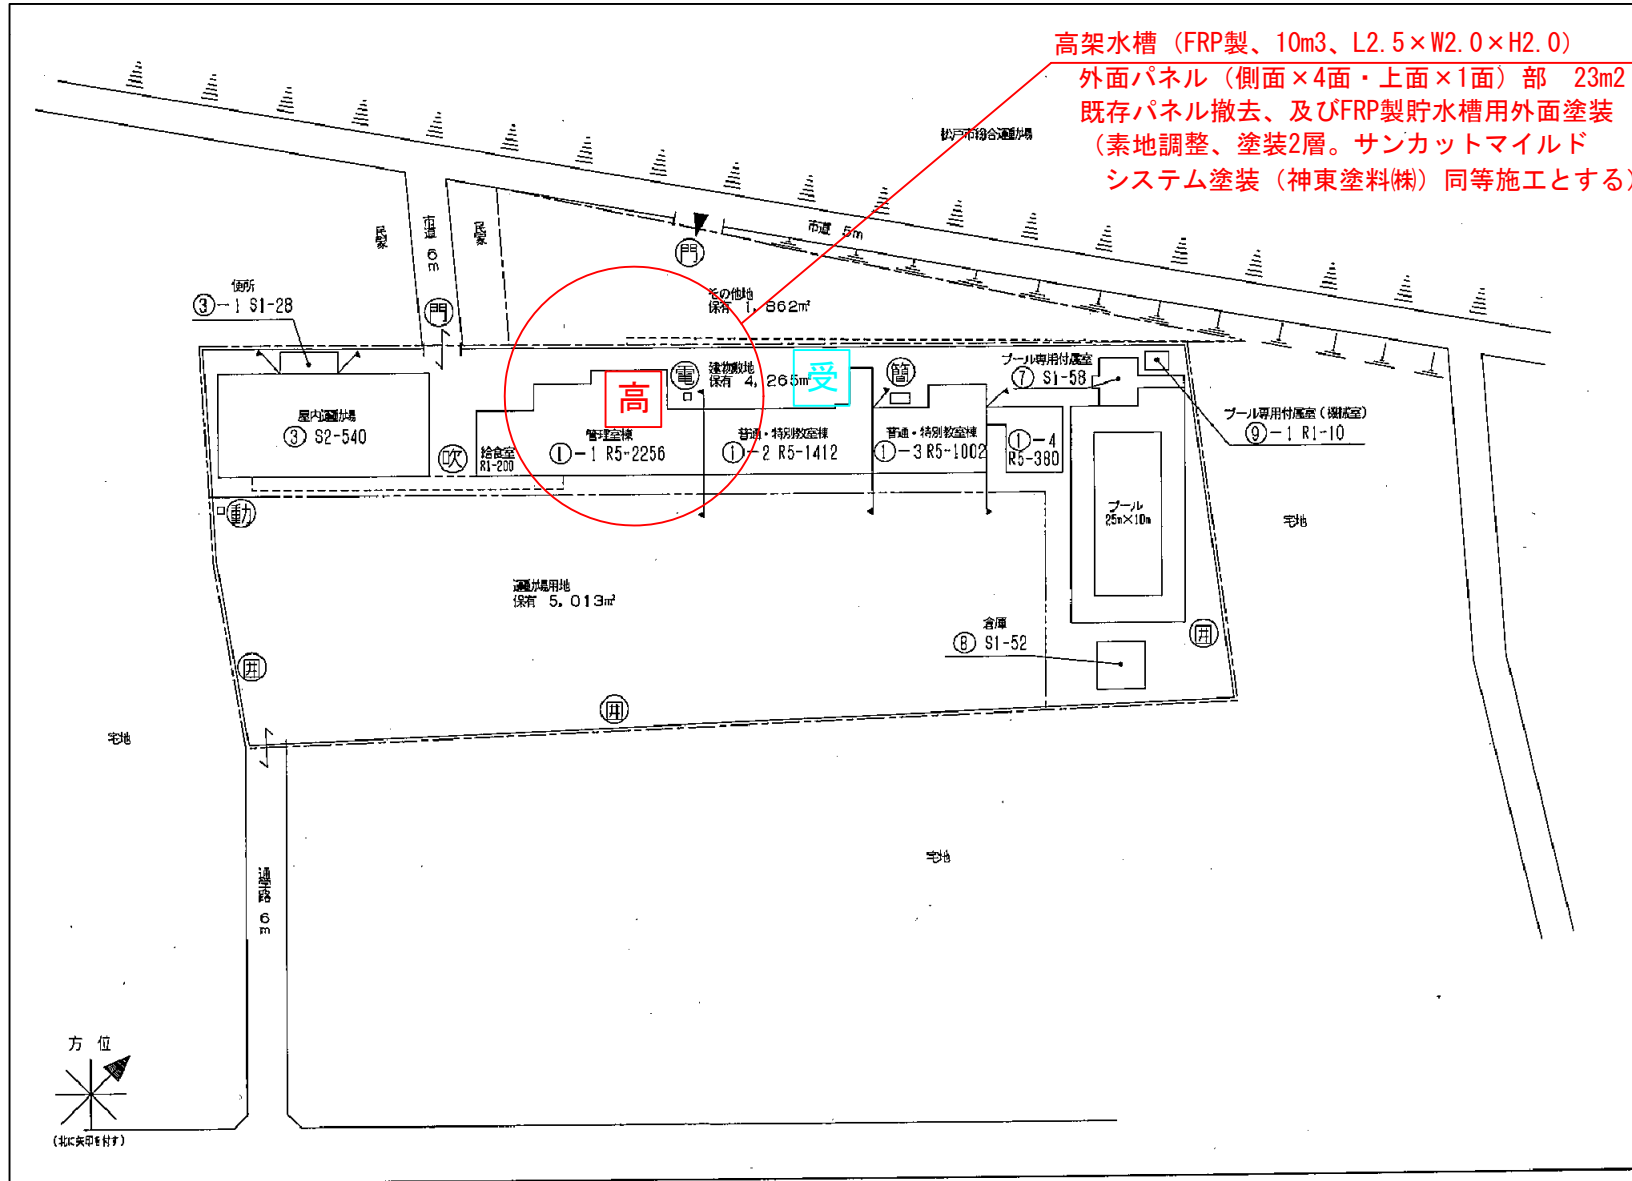 高架水槽（FRP製、10m3、L2.5×W2.0×H2.0）
外面パネル（側面×4面・上面×1面）部　23m2
既存パネル撤去、及びFRP製貯水槽用外面塗装
（素地調整、塗装2層。サンカットマイルド
システム塗装（神東塗料㈱）同等施工とする）
松戸市総合運動場
民家
市道 6m
民家
市道 5m
門
門
便所
③-1 S1-28
その他地
保有 1,862㎡
建物敷地
保有 4,265㎡
高
電
受
簡
プール専用付属室
⑦ S1-58
プール専用付属室(機械室)
⑨-1 R1-10
屋内運動場
③ S2-540
吹
給食室
R1-200
管理室棟
①-1 R5-2256
普通・特別教室棟
①-2 R5-1412
普通・特別教室棟
①-3 R5-1002
①-4
R5-380
プール
25m×10m
宅地
動
運動場用地
保有 5,013㎡
倉庫
⑧ S1-52
囲
囲
囲
宅地
宅地
通学路 6m
方 位
(北に矢印を付す)